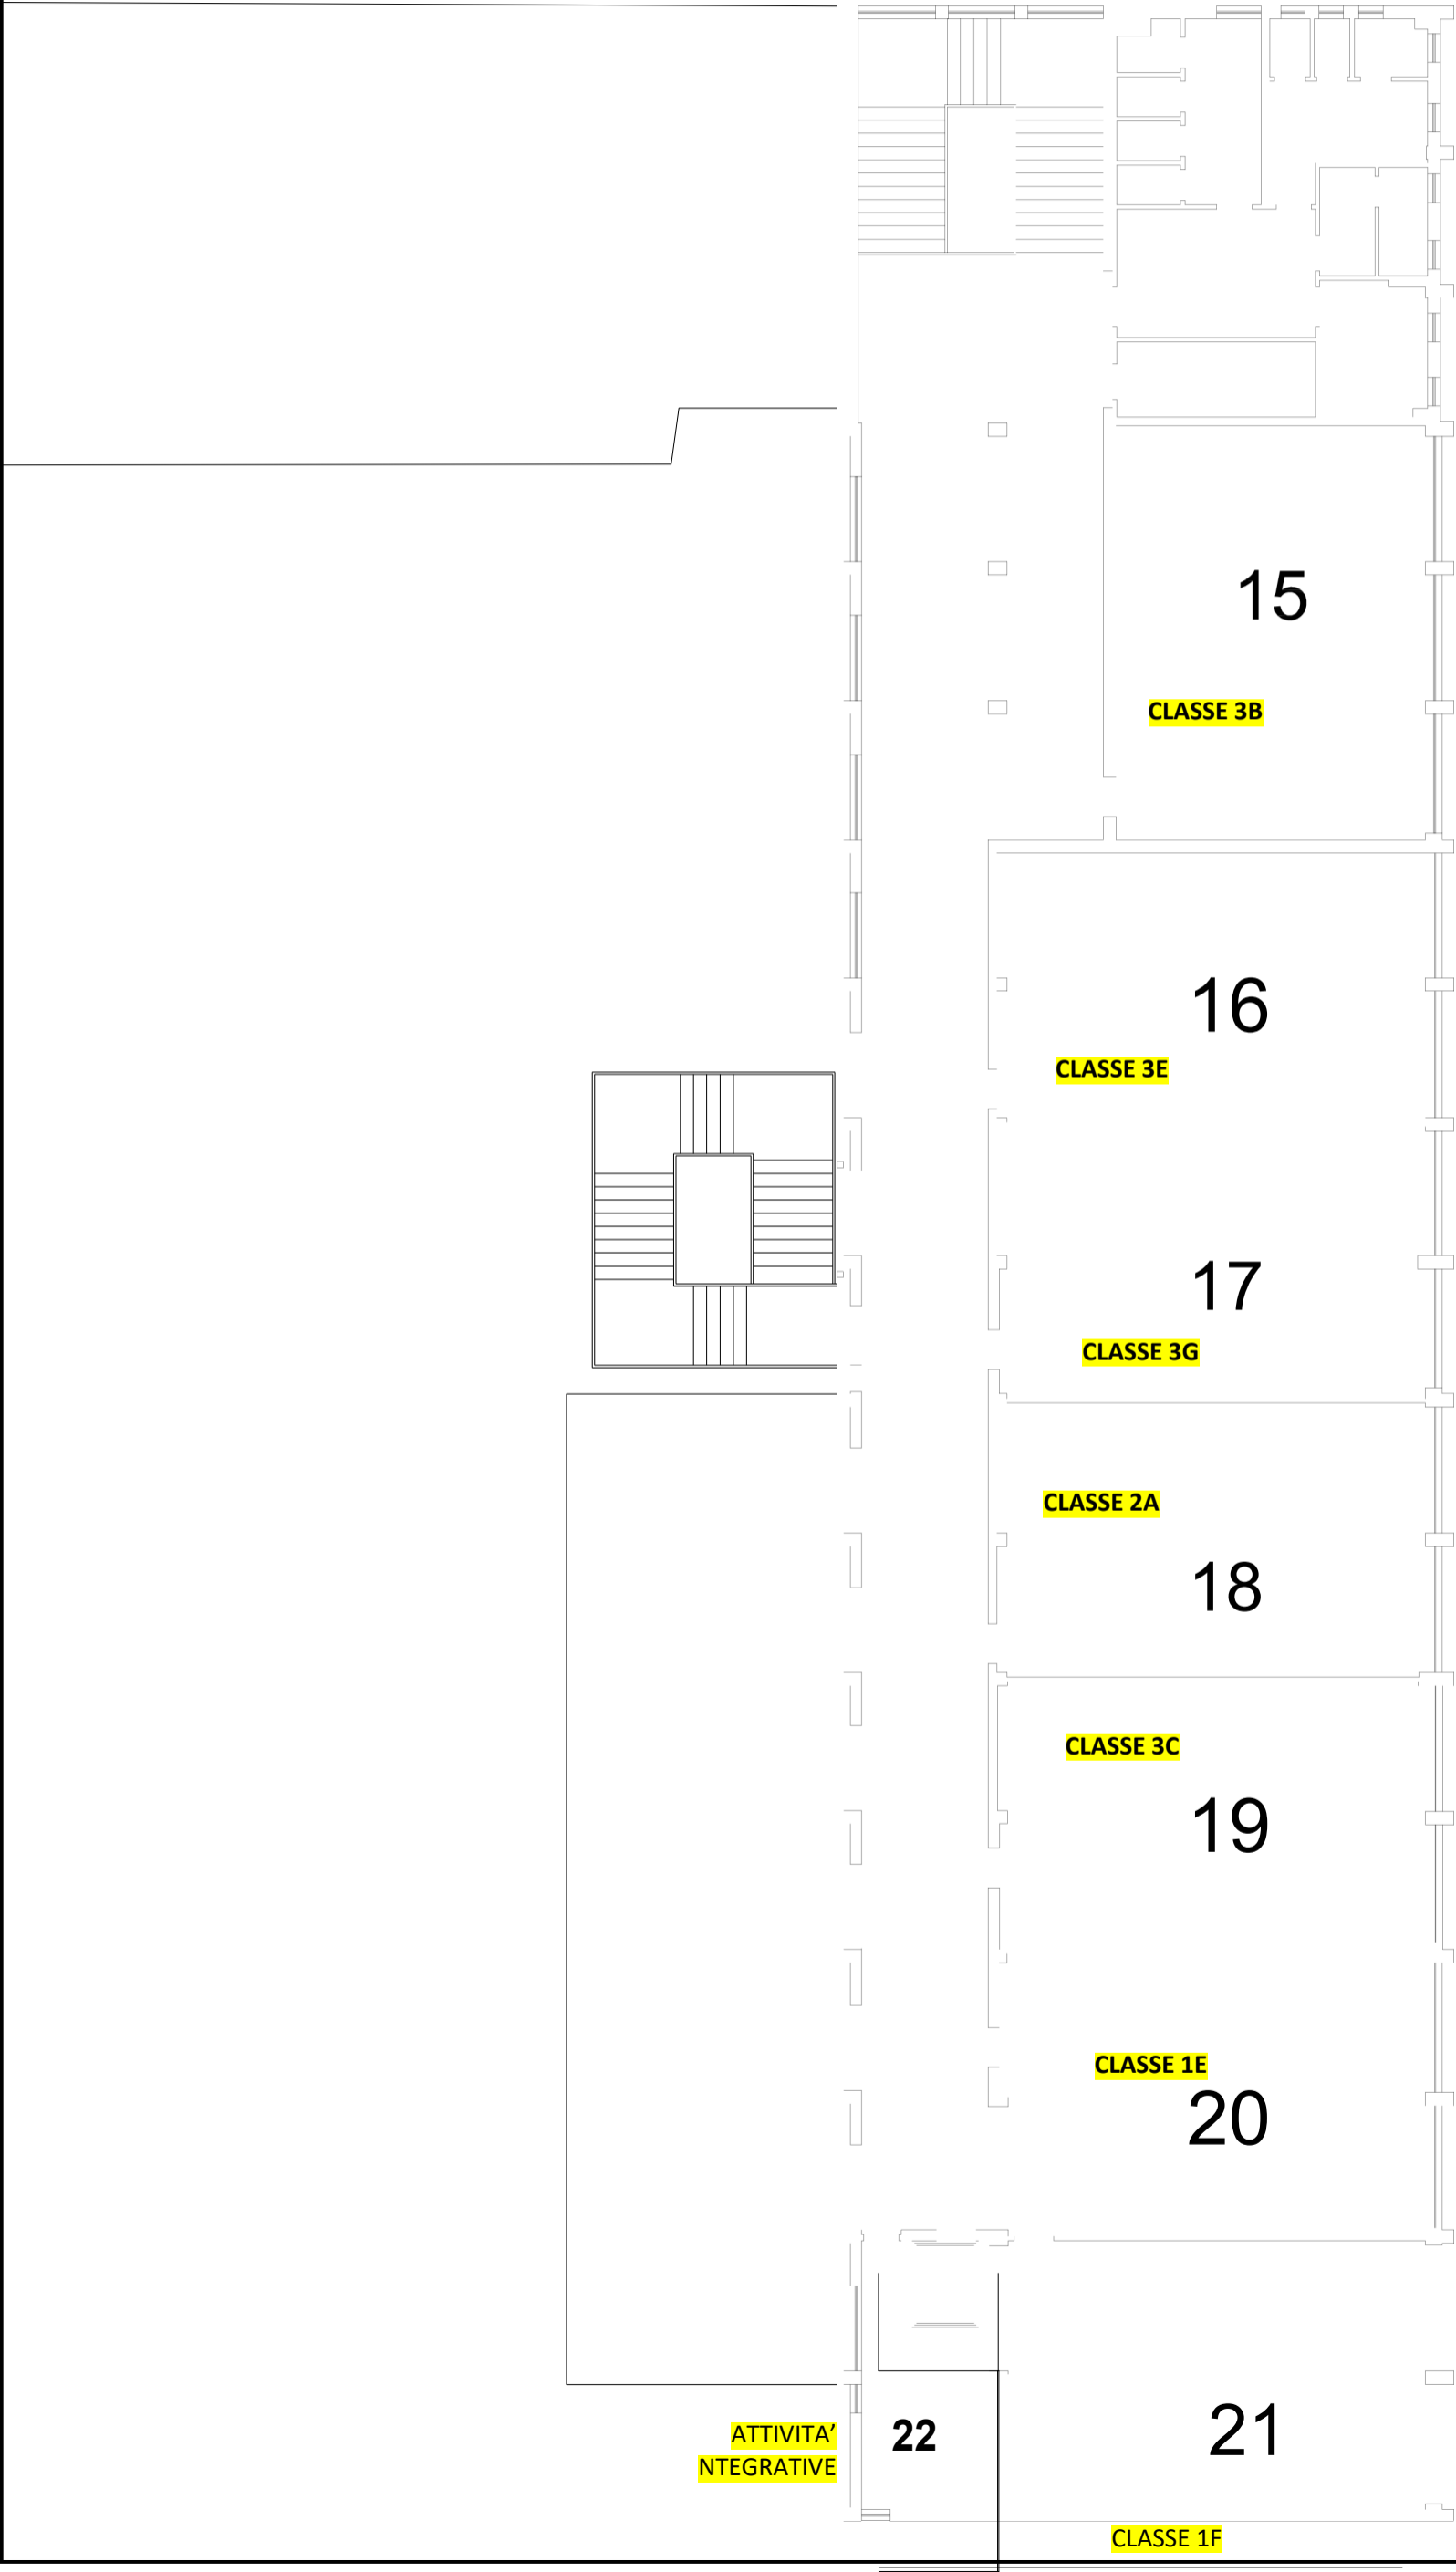 15
CLASSE 3B
16
CLASSE 3E
17
CLASSE 3G
CLASSE 2A
18
CLASSE 3C
19
CLASSE 1E
20
21
22
ATTIVITA’
NTEGRATIVE
CLASSE 1F